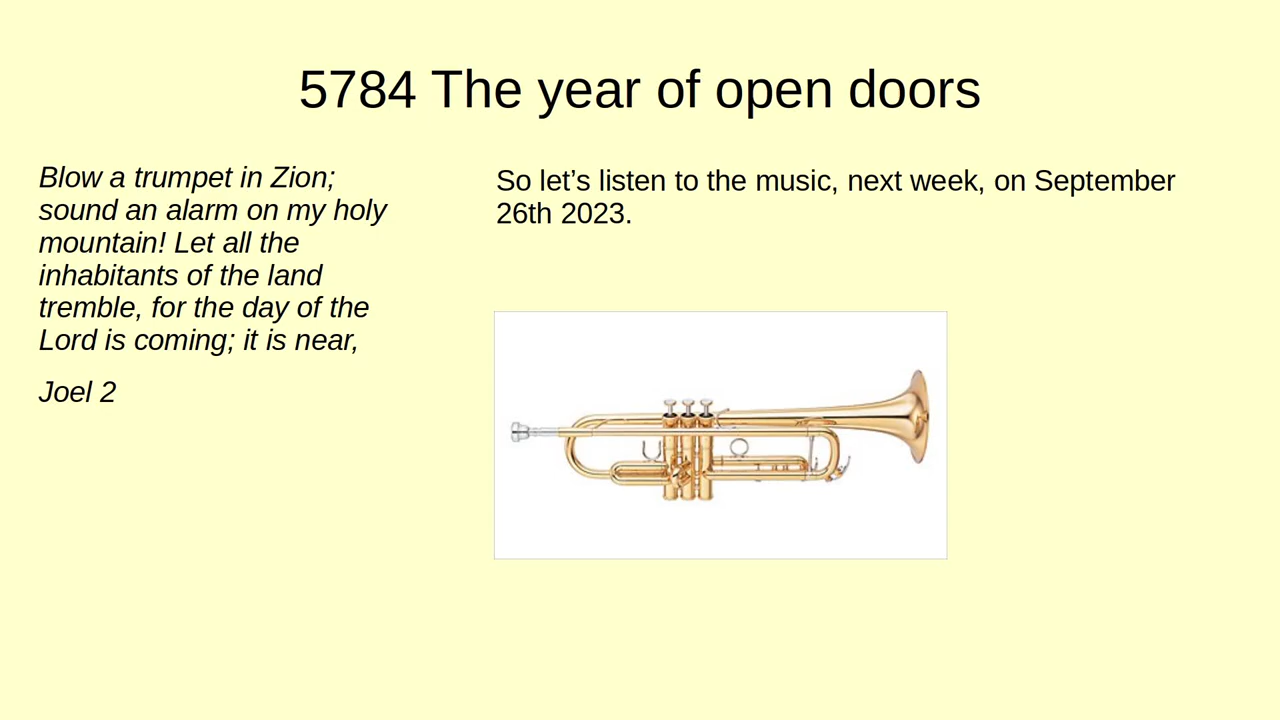 5784 The year of open doors
Blow a trumpet in Zion;
sound an alarm on my holy
mountain! Let all the
inhabitants of the land
tremble, for the day of the
Lord is coming; it is near,
Joel 2
So let’s listen to the music, next week, on September
26th 2023.